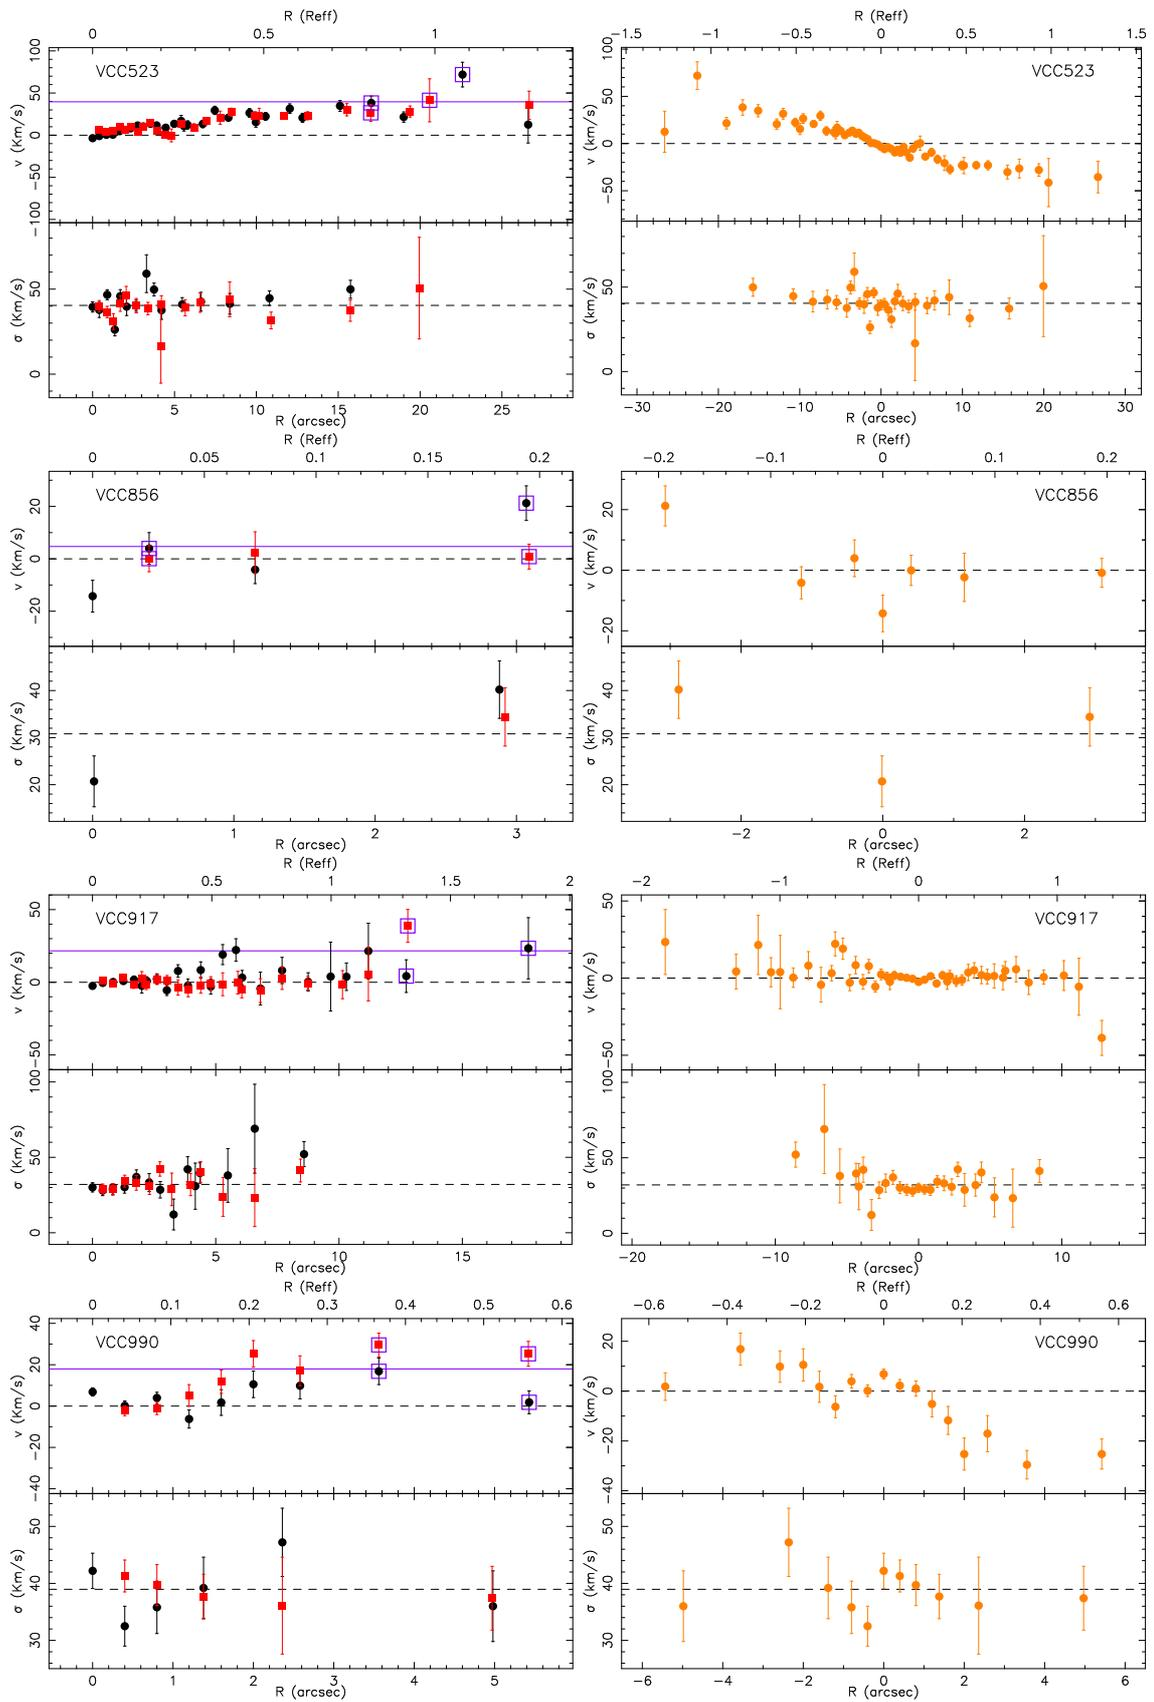 R (Reff)
0 0.5 1
VCC523
v (Km/s)
100 50 0 −50 −100
σ (Km/s)
50 0
0 5 10 15 20 25
R (arcsec)
R (Reff)
−1.5 −1 −0.5 0 0.5 1 1.5
VCC523
v (Km/s)
100 50 0 −50
σ (Km/s)
50 0
−30 −20 −10 0 10 20 30
R (arcsec)
R (Reff)
0 0.05 0.1 0.15 0.2
VCC856
v (Km/s)
20 0 −20
σ (Km/s)
40 30 20
0 1 2 3
R (arcsec)
R (Reff)
−0.2 −0.1 0 0.1 0.2
VCC856
v (Km/s)
20 0 −20
σ (km/s)
40 30 20
−2 0 2
R (arcsec)
R (Reff)
0 0.5 1 1.5 2
VCC917
v (Km/s)
50 0 −50
σ (Km/s)
100 50 0
0 5 10 15
R (arcsec)
R (Reff)
−2 −1 0 1
VCC917
v (Km/s)
50 0 −50
σ (Km/s)
100 50 0
−20 −10 0 10
R (arcsec)
R (Reff)
0 0.1 0.2 0.3 0.4 0.5 0.6
VCC990
v (Km/s)
40 20 0 −20 −40
σ (Km/s)
50 40 30
0 1 2 3 4 5
R (arcsec)
R (Reff)
−0.6 −0.4 −0.2 0 0.2 0.4 0.6
VCC990
v (km/s)
20 0 −20 −40
σ (km/s)
50 40 30
−6 −4 −2 0 2 4 6
R (arcsec)